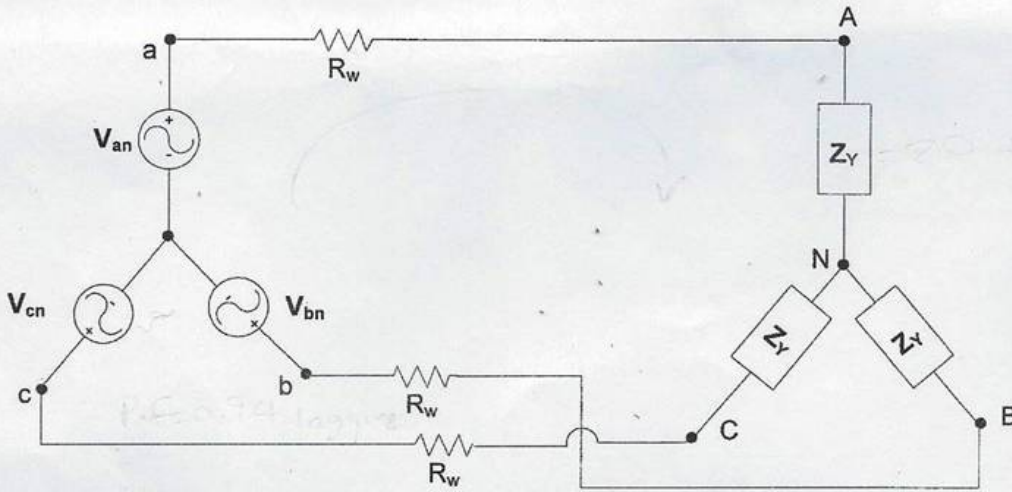 a
R_w
A
V_an
+
-
Z_Y
N
V_cn
-
+
V_bn
-
+
Z_Y
Z_Y
c
b
R_w
C
B
R_w